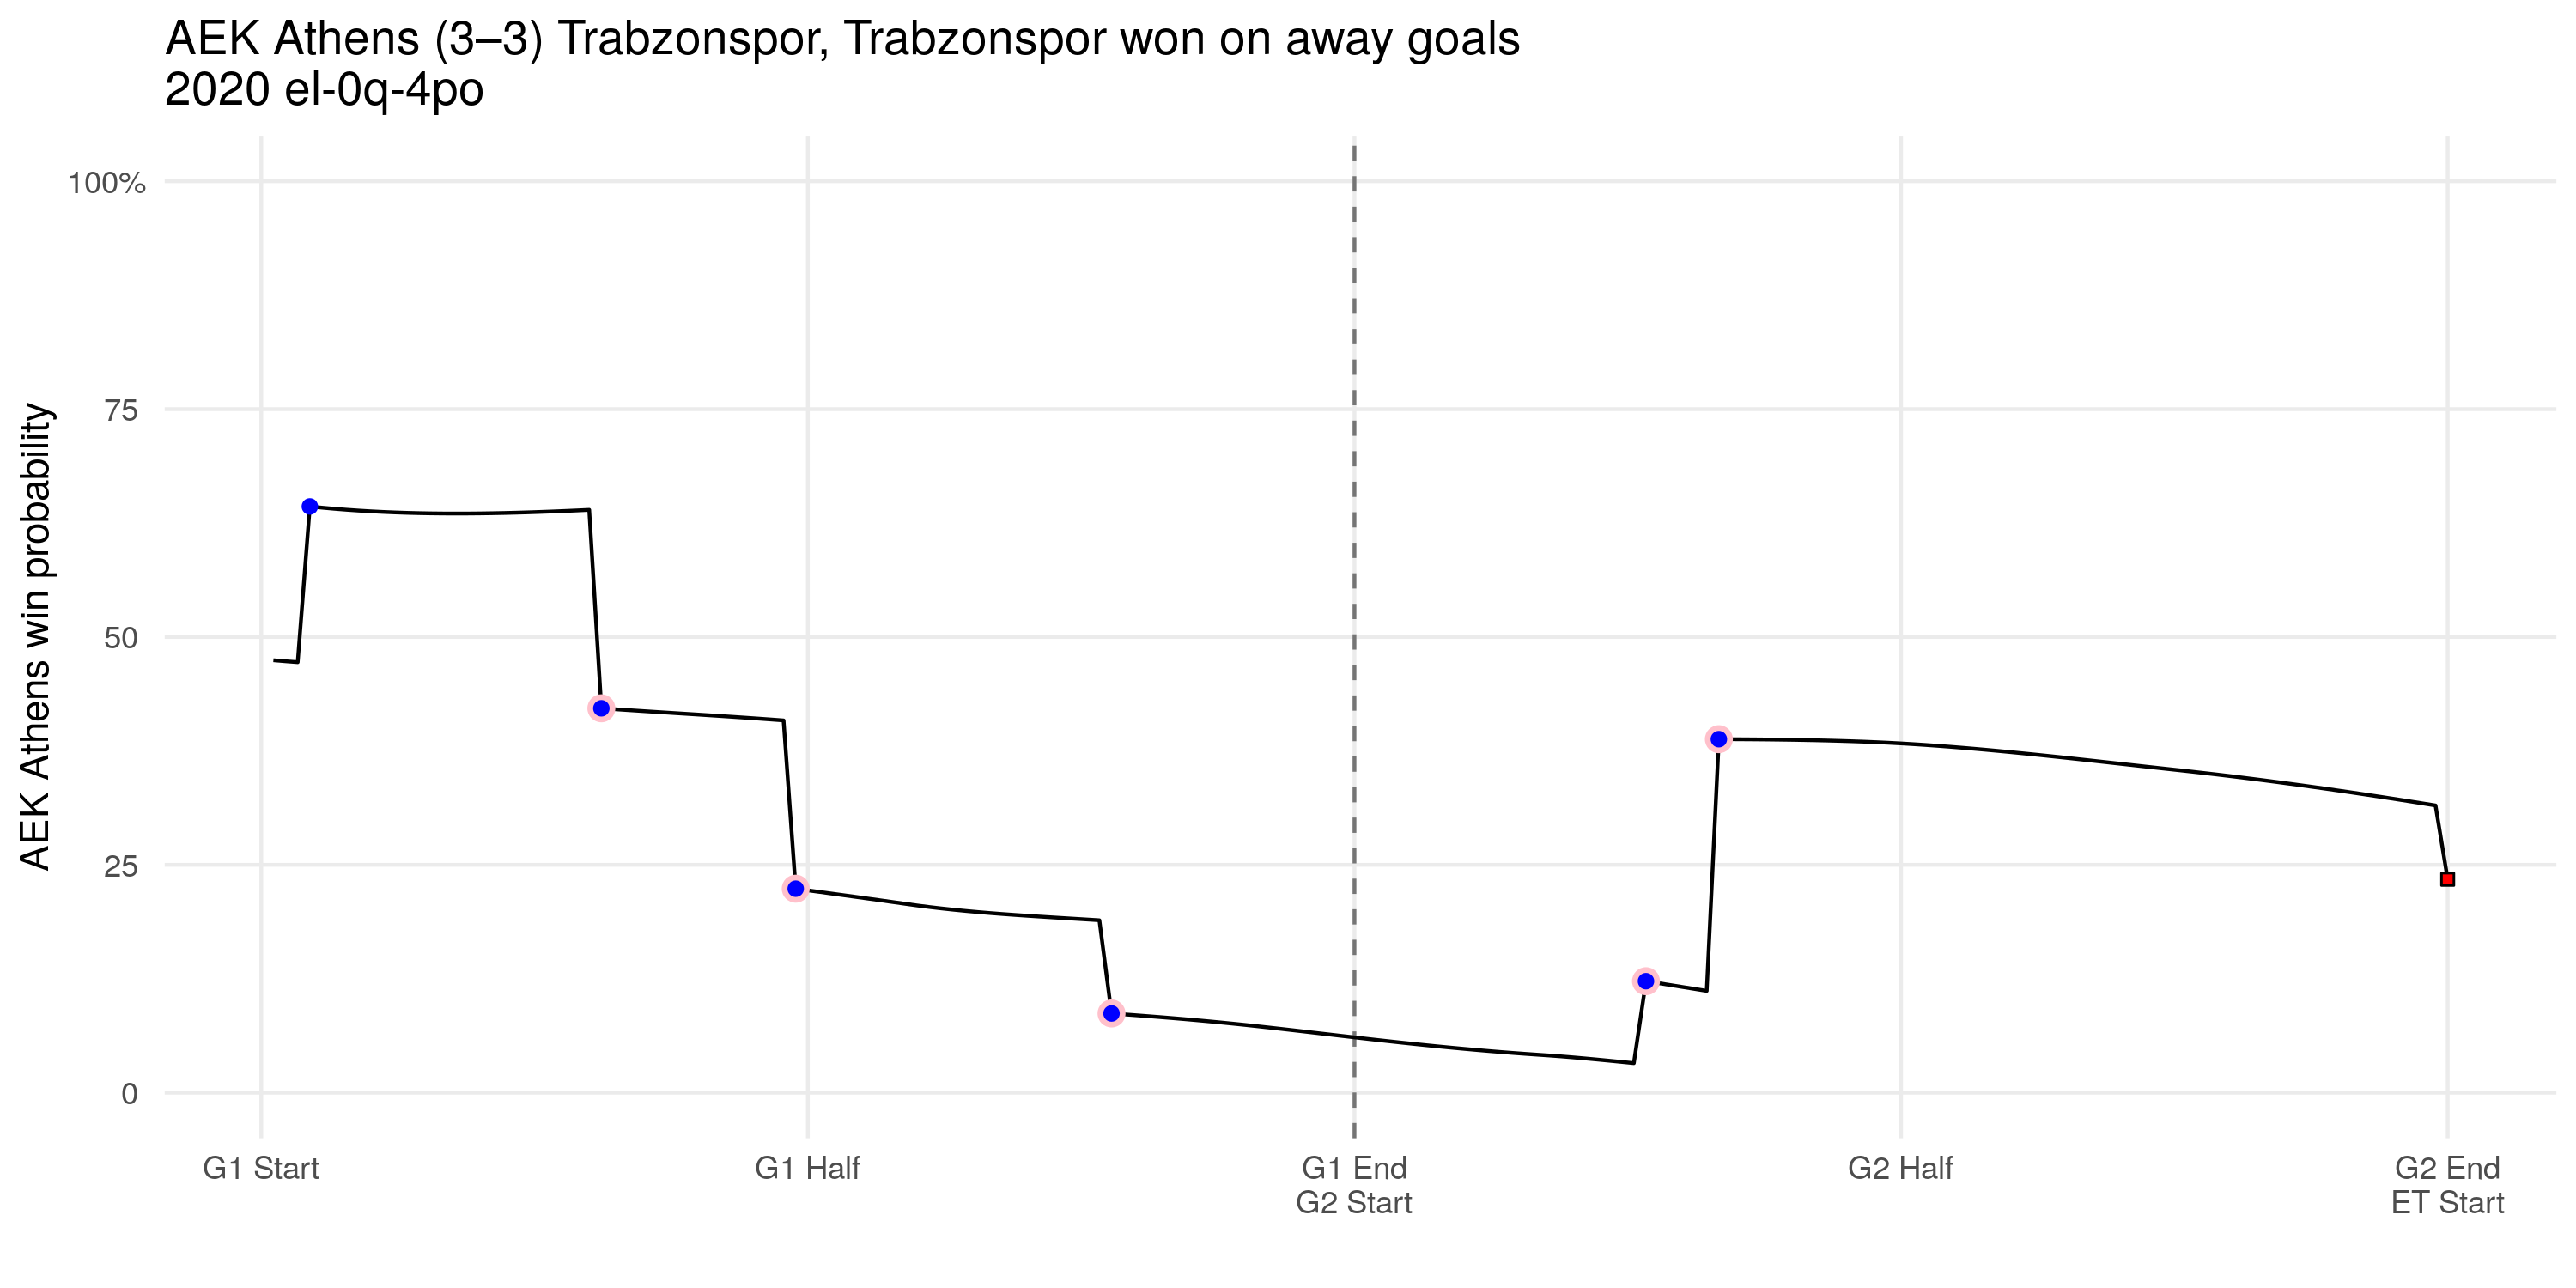 AEK Athens (3–3) Trabzonspor, Trabzonspor won on away goals
2020 el-0q-4po
AEK Athens win probability
100%
75
50
25
0
G1 Start
G1 Half
G1 End
G2 Start
G2 Half
G2 End
ET Start